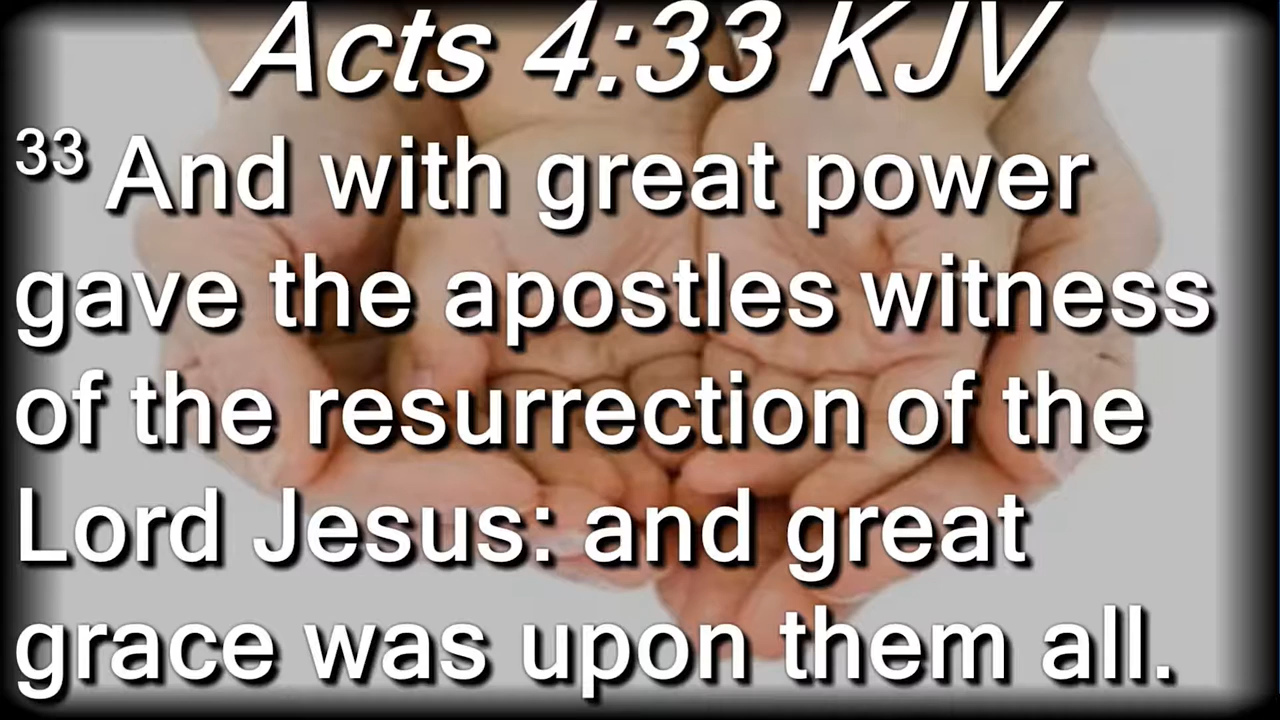 Acts 4:33 KJV
33 And with great power
gave the apostles witness
of the resurrection of the
Lord Jesus: and great
grace was upon them all.